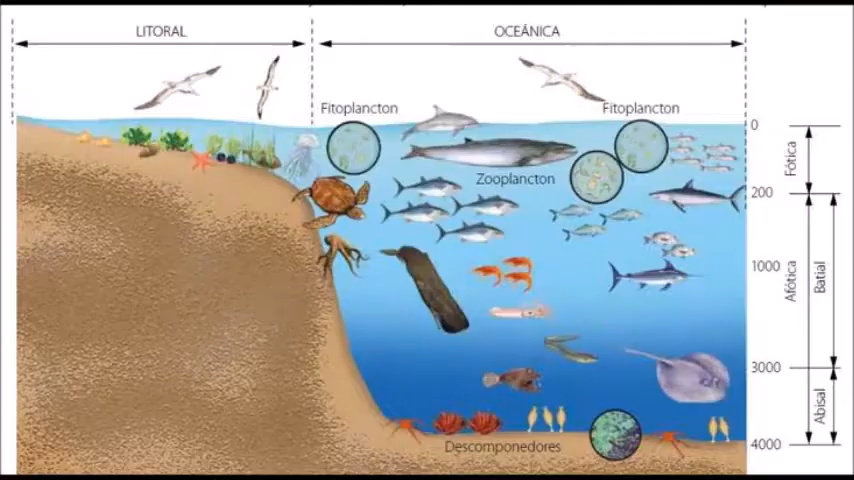 LITORAL
OCEÁNICA
Fitoplancton
Fitoplancton
Zooplancton
Descomponedores
0
200
1000
3000
4000
Fótica
Afótica
Batial
Abisal